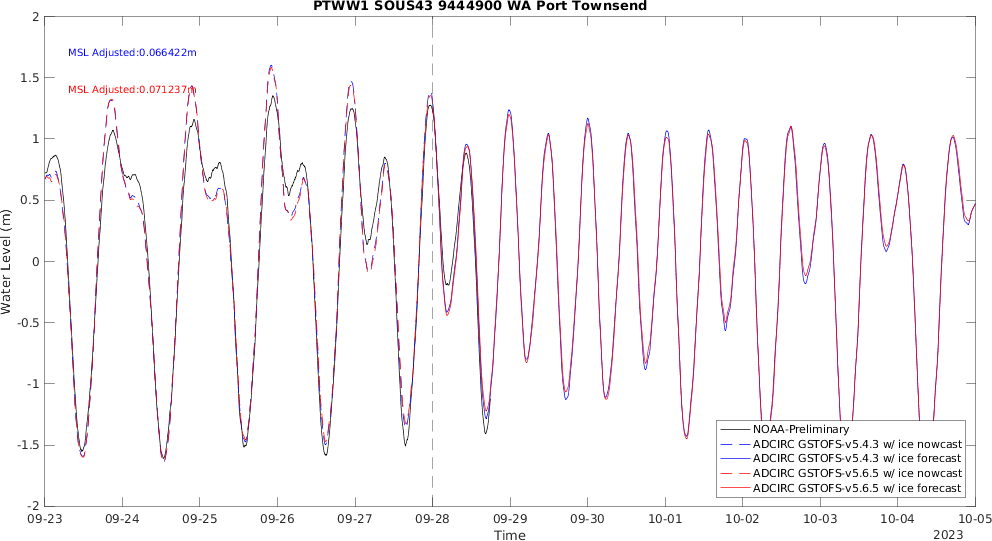 PTWW1 SOUS43 9444900 WA Port Townsend
2
MSL Adjusted:0.066422m
1.5
MSL Adjusted:0.071237m
1
0.5
0
-0.5
-1
-1.5
-2
Water Level (m)
NOAA-Preliminary
ADCIRC GSTOFS-v5.4.3 w/ ice nowcast
ADCIRC GSTOFS-v5.4.3 w/ ice forecast
ADCIRC GSTOFS-v5.6.5 w/ ice nowcast
ADCIRC GSTOFS-v5.6.5 w/ ice forecast
09-23 09-24 09-25 09-26 09-27 09-28 09-29 09-30 10-01 10-02 10-03 10-04 10-05
Time
2023